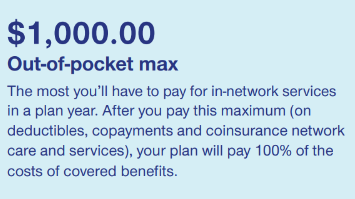 $1,000.00
Out-of-pocket max
The most you'll have to pay for in-network services
in a plan year. After you pay this maximum (on
deductibles, copayments and coinsurance network
care and services), your plan will pay 100% of the
costs of covered benefits.